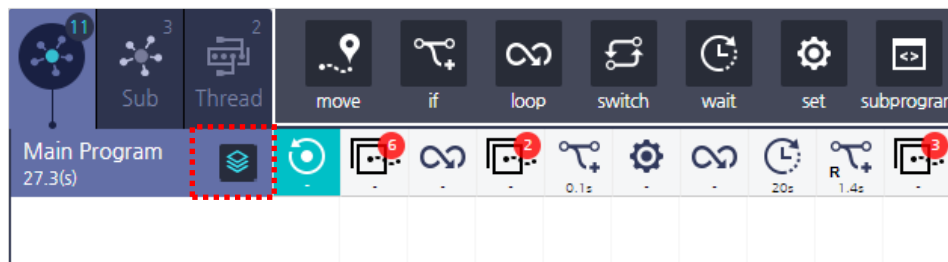 11
3
2
Sub
Thread
move
if
loop
switch
wait
set
subprogram
Main Program
27.3(s)
-
6
-
-
2
-
0.1s
-
-
20s
R
1.4s
3
-